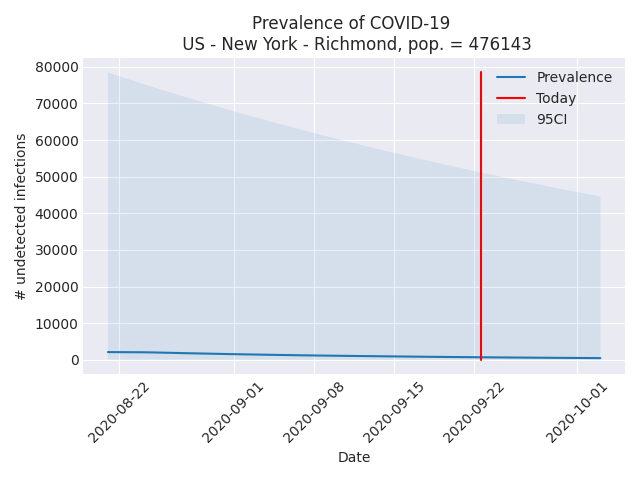 Prevalence of COVID-19
US - New York - Richmond, pop. = 476143
80000
70000
60000
50000
40000
30000
20000
10000
0
# undetected infections
Prevalence
Today
95CI
2020-08-22
2020-09-01
2020-09-08
2020-09-15
2020-09-22
2020-10-01
Date